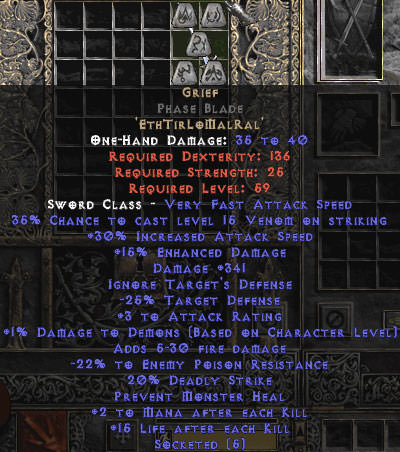 Grief
Phase Blade
'EthTirLoMalRal'
One-Hand Damage: 35 to 40
Required Dexterity: 136
Required Strength: 25
Required Level: 59
Sword Class - Very Fast Attack Speed
35% Chance to cast level 15 Venom on striking
+30% Increased Attack Speed
+15% Enhanced Damage
Damage +341
Ignore Target's Defense
-25% Target Defense
+3 to Attack Rating
+1% Damage to Demons (Based on Character Level)
Adds 5-30 fire damage
-22% to Enemy Poison Resistance
20% Deadly Strike
Prevent Monster Heal
+2 to Mana after each Kill
+15 Life after each Kill
Socketed (5)